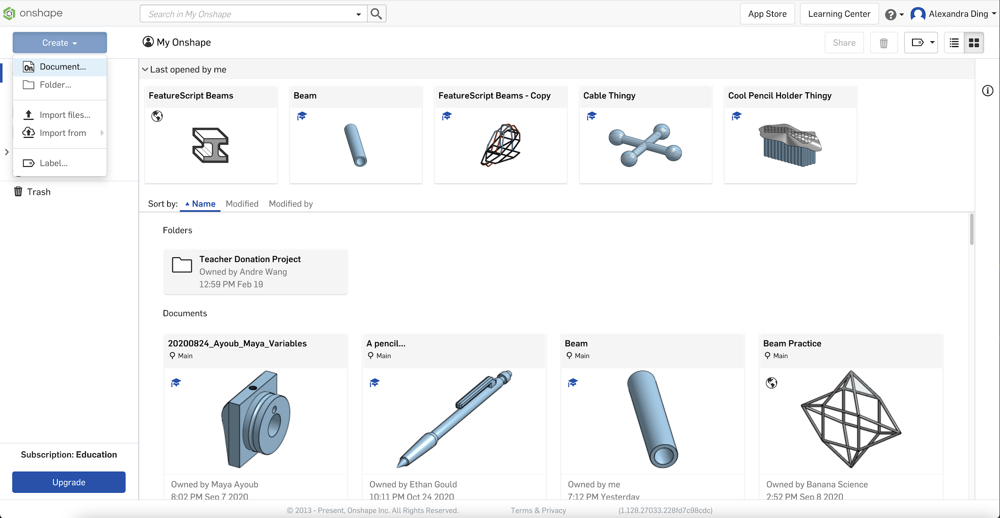 onshape
Search in My Onshape
App Store
Learning Center
Alexandra Ding
Create
My Onshape
Share
On Document...
Folder...
Import files...
Import from
Label...
Trash
Last opened by me
FeatureScript Beams
Beam
FeatureScript Beams - Copy
Cable Thingy
Cool Pencil Holder Thingy
Sort by: Name Modified Modified by
Folders
Teacher Donation Project
Owned by Andre Wang
12:59 PM Feb 19
Documents
20200824_Ayoub_Maya_Variables
Main
Owned by Maya Ayoub
8:02 PM Sep 7 2020
A pencil...
Main
Owned by Ethan Gould
10:11 PM Oct 24 2020
Beam
Main
Owned by me
7:12 PM Yesterday
Beam Practice
Main
Owned by Banana Science
2:52 PM Sep 8 2020
Subscription: Education
Upgrade
© 2013 - Present, Onshape Inc. All Rights Reserved.
Terms & Privacy
(1.128.27033.228fd7c98cdc)